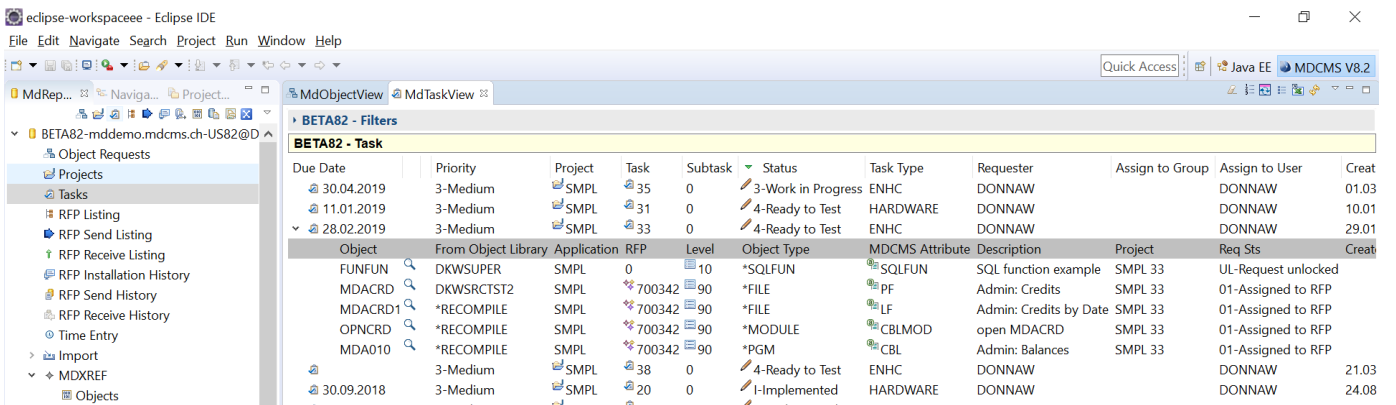 eclipse-workspaceee - Eclipse IDE
File Edit Navigate Search Project Run Window Help
Quick Access Java EE MDCMS V8.2
MdRep... Naviga... Project... MdObjectView MdTaskView
BETA82 - Filters
BETA82-mddemo.mdcms.ch-US82@D BETA82 - Task
Object Requests Due Date Priority Project Task Subtask Status Task Type Requester Assign to Group Assign to User Creat
Projects 30.04.2019 3-Medium SMPL 35 0 3-Work in Progress ENHC DONNAW DONNAW 01.03
Tasks 11.01.2019 3-Medium SMPL 31 0 4-Ready to Test HARDWARE DONNAW DONNAW 10.01
RFP Listing 28.02.2019 3-Medium SMPL 33 0 4-Ready to Test ENHC DONNAW DONNAW 29.01
RFP Send Listing Object From Object Library Application RFP Level Object Type MDCMS Attribute Description Project Req Sts Create
RFP Receive Listing FUNFUN DKWSUPER SMPL 0 10 *SQLFUN SQLFUN SQL function example SMPL 33 UL-Request unlocked
RFP Installation History MDACRD DKWSRCTST2 SMPL 700342 90 *FILE PF Admin: Credits SMPL 33 01-Assigned to RFP
RFP Send History MDACRD1 *RECOMPILE SMPL 700342 90 *FILE LF Admin: Credits by Date SMPL 33 01-Assigned to RFP
RFP Receive History OPNCRD *RECOMPILE SMPL 700342 90 *MODULE CBLMOD open MDACRD SMPL 33 01-Assigned to RFP
Time Entry MDA010 *RECOMPILE SMPL 700342 90 *PGM CBL Admin: Balances SMPL 33 01-Assigned to RFP
Import 3-Medium SMPL 38 0 4-Ready to Test ENHC DONNAW DONNAW 21.03
MDXREF 30.09.2018 3-Medium SMPL 20 0 I-Implemented HARDWARE DONNAW DONNAW 24.08
Objects